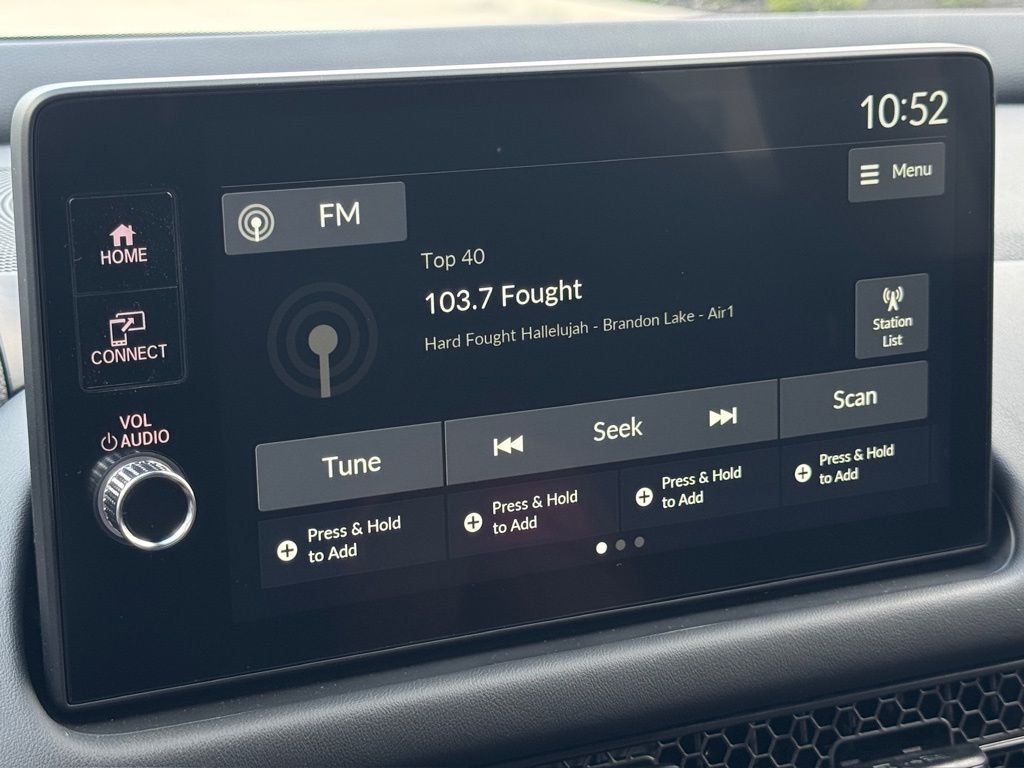 10:52
Menu
FM
HOME
Top 40
103.7 Fought
Hard Fought Hallelujah - Brandon Lake - Air1
Station
List
CONNECT
VOL
AUDIO
Tune
Seek
Scan
Press & Hold
to Add
Press & Hold
to Add
Press & Hold
to Add
Press & Hold
to Add